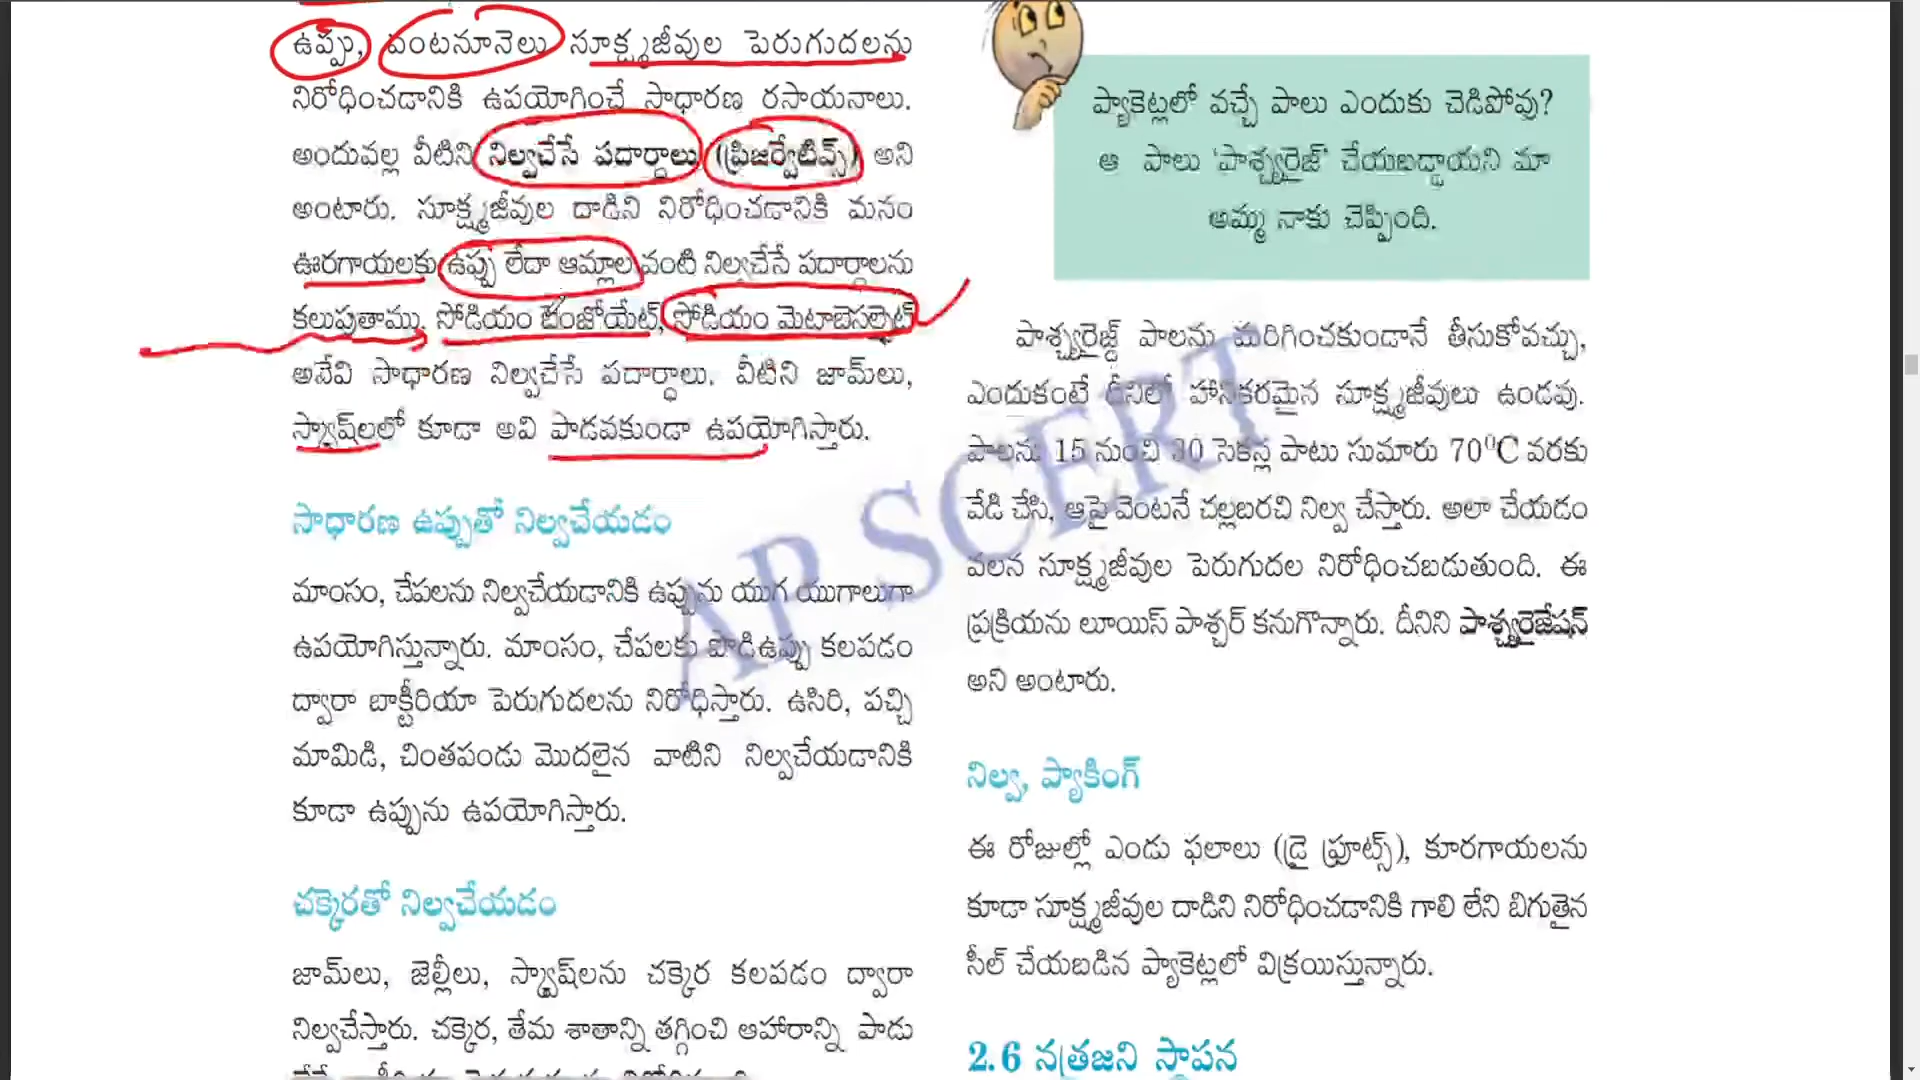 ఉప్పు, వంటనూనెలు సూక్ష్మజీవుల పెరుగుదలను
నిరోధించడానికి ఉపయోగించే సాధారణ రసాయనాలు.
అందువల్ల వీటిని నిల్వచేసే పదార్థాలు (ప్రిజర్వేటివ్స్) అని
అంటారు. సూక్ష్మజీవుల దాడిని నిరోధించడానికి మనం
ఊరగాయలకు ఉప్పు లేదా ఆమ్లాల వంటి నిల్వచేసే పదార్థాలను
కలుపుతాము. సోడియం బెంజోయేట్, సోడియం మెటాబైసల్ఫైట్
అనేవి సాధారణ నిల్వచేసే పదార్థాలు. వీటిని జామ్‌లు,
స్క్వాష్‌లలో కూడా అవి పాడవకుండా ఉపయోగిస్తారు.
సాధారణ ఉప్పుతో నిల్వచేయడం
మాంసం, చేపలను నిల్వచేయడానికి ఉప్పును యుగ యుగాలుగా
ఉపయోగిస్తున్నారు. మాంసం, చేపలకు పొడిఉప్పు కలపడం
ద్వారా బాక్టీరియా పెరుగుదలను నిరోధిస్తారు. ఉసిరి, పచ్చి
మామిడి, చింతపండు మొదలైన వాటిని నిల్వచేయడానికి
కూడా ఉప్పును ఉపయోగిస్తారు.
చక్కెరతో నిల్వచేయడం
జామ్‌లు, జెల్లీలు, స్క్వాష్‌లను చక్కెర కలపడం ద్వారా
నిల్వచేస్తారు. చక్కెర, తేమ శాతాన్ని తగ్గించి ఆహారాన్ని పాడు
ప్యాకెట్లలో వచ్చే పాలు ఎందుకు చెడిపోవు?
ఆ పాలు 'పాశ్చ్యరైజ్' చేయబడ్డాయని మా
అమ్మ నాకు చెప్పింది.
పాశ్చ్యరైజ్డ్ పాలను మరిగించకుండానే తీసుకోవచ్చు,
ఎందుకంటే దీనిలో హానికరమైన సూక్ష్మజీవులు ఉండవు.
పాలను 15 నుంచి 30 సెకన్ల పాటు సుమారు 70⁰C వరకు
వేడి చేసి, ఆపై వెంటనే చల్లబరచి నిల్వ చేస్తారు. అలా చేయడం
వలన సూక్ష్మజీవుల పెరుగుదల నిరోధించబడుతుంది. ఈ
ప్రక్రియను లూయిస్ పాశ్చర్ కనుగొన్నారు. దీనిని పాశ్చ్యరైజేషన్
అని అంటారు.
నిల్వ, ప్యాకింగ్
ఈ రోజుల్లో ఎండు ఫలాలు (డ్రై ఫ్రూట్స్), కూరగాయలను
కూడా సూక్ష్మజీవుల దాడిని నిరోధించడానికి గాలి లేని బిగుతైన
సీల్ చేయబడిన ప్యాకెట్లలో విక్రయిస్తున్నారు.
2.6 నత్రజని స్థాపన
AP SCERT